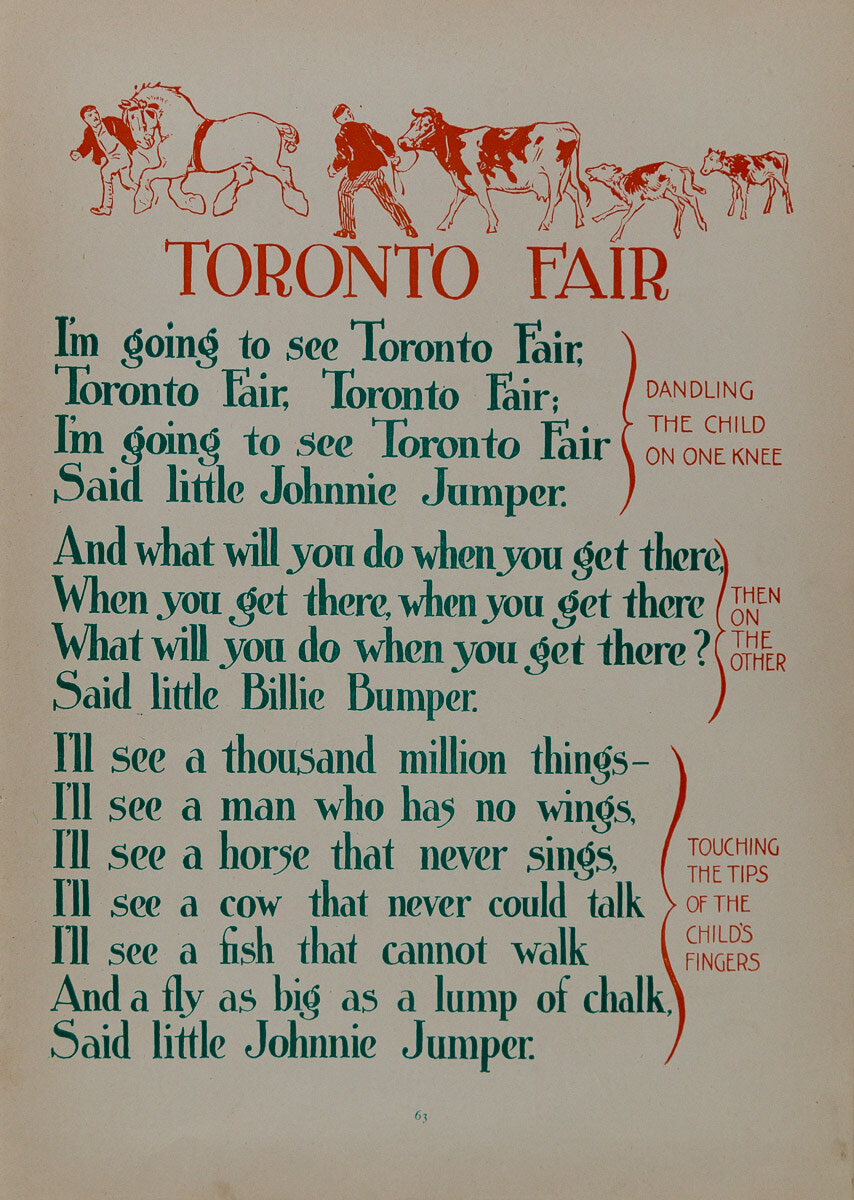 TORONTO FAIR
I'm going to see Toronto Fair,
Toronto Fair, Toronto Fair;
I'm going to see Toronto Fair
Said little Johnnie Jumper.
DANDLING
THE CHILD
ON ONE KNEE
And what will you do when you get there,
When you get there, when you get there
What will you do when you get there?
Said little Billie Bumper.
THEN
ON
THE
OTHER
I'll see a thousand million things-
I'll see a man who has no wings,
I'll see a horse that never sings,
I'll see a cow that never could talk
I'll see a fish that cannot walk
And a fly as big as a lump of chalk,
Said little Johnnie Jumper.
TOUCHING
THE TIPS
OF THE
CHILD'S
FINGERS
63